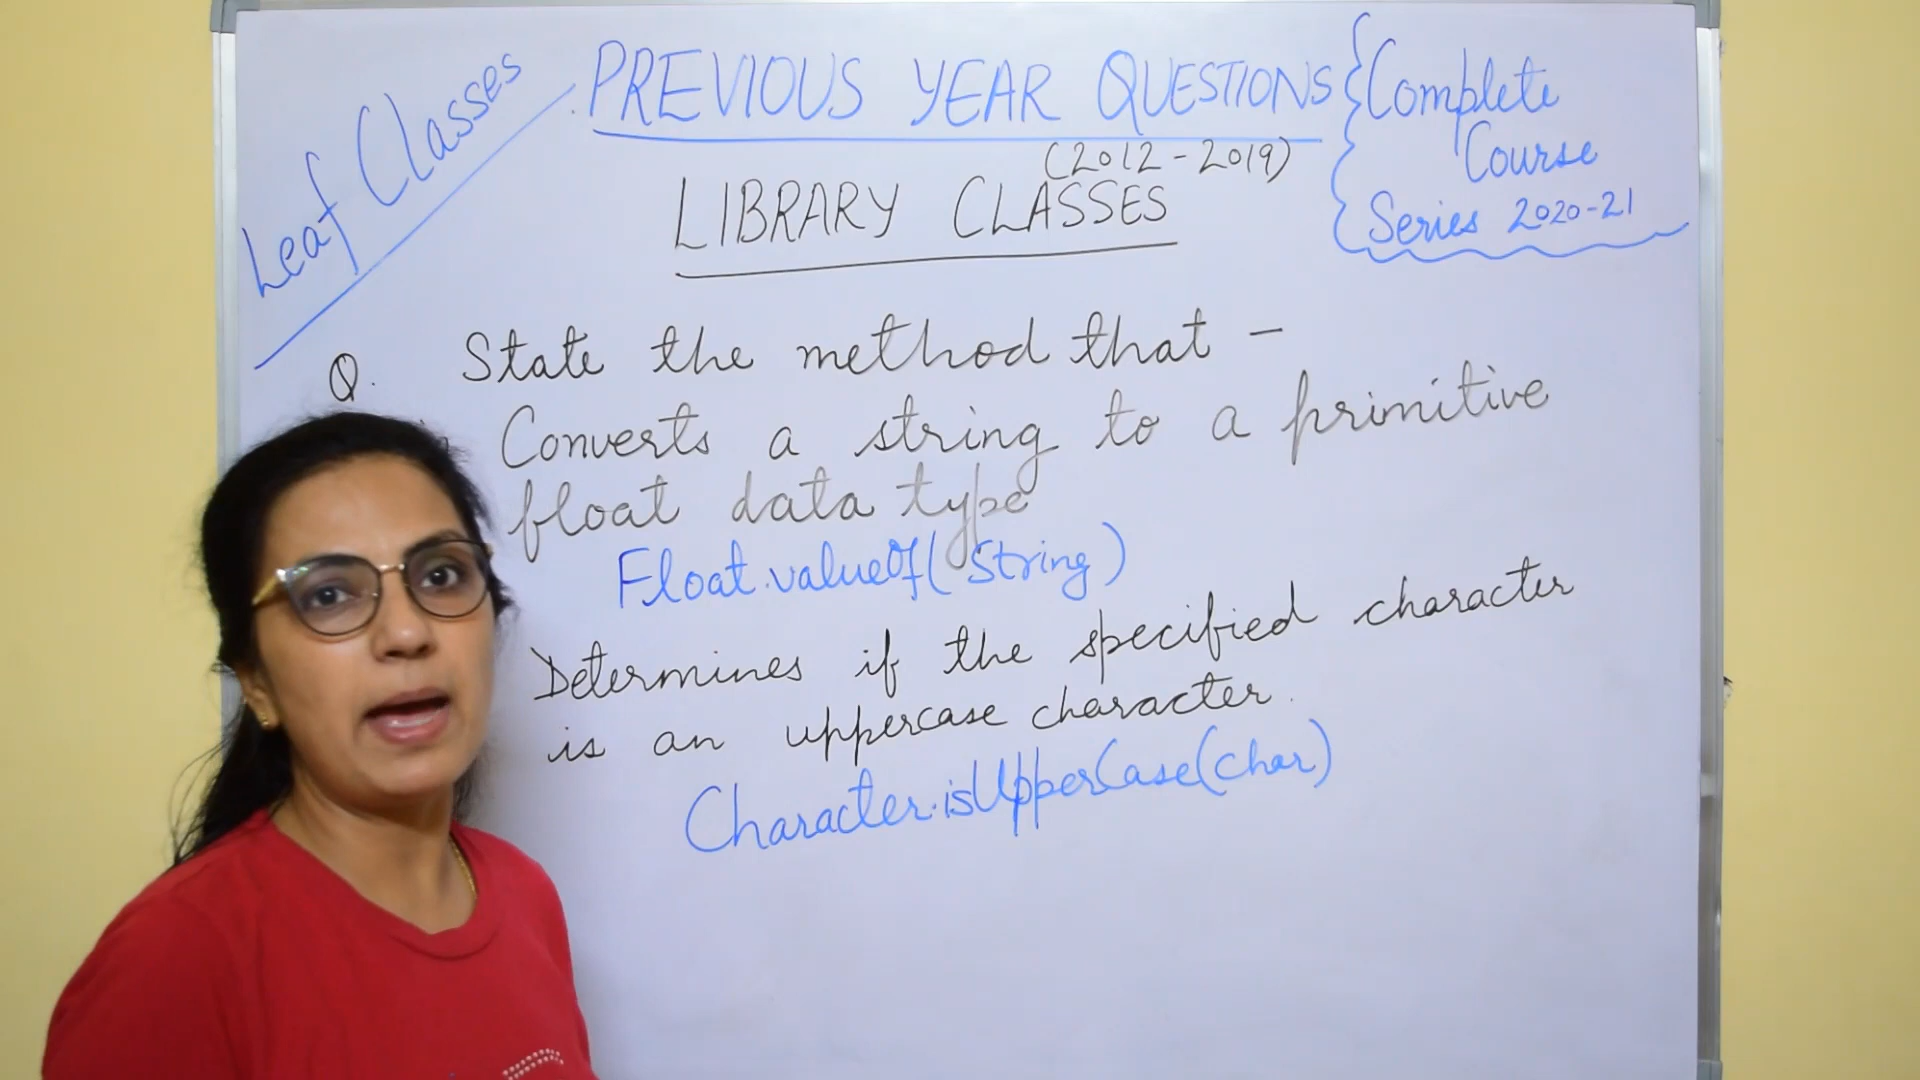 Leaf Classes
PREVIOUS YEAR QUESTIONS
(2012-2019)
Complete
Course
Series 2020-21
LIBRARY CLASSES
Q. State the method that -
Converts a string to a primitive
float data type
Float.valueOf(String)
Determines if the specified character
is an uppercase character.
Character.isUpperCase(char)